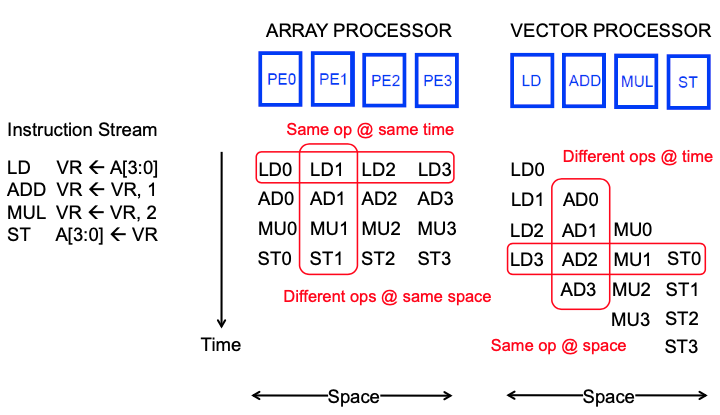 ARRAY PROCESSOR
VECTOR PROCESSOR
PE0 PE1 PE2 PE3
LD ADD MUL ST
Instruction Stream
Same op @ same time
Different ops @ time
LD VR ← A[3:0]
ADD VR ← VR, 1
MUL VR ← VR, 2
ST A[3:0] ← VR
LD0 LD1 LD2 LD3
AD0 AD1 AD2 AD3
MU0 MU1 MU2 MU3
ST0 ST1 ST2 ST3
Different ops @ same space
LD0
LD1 AD0
LD2 AD1 MU0
LD3 AD2 MU1 ST0
AD3 MU2 ST1
MU3 ST2
ST3
Same op @ space
Time
Space
Space